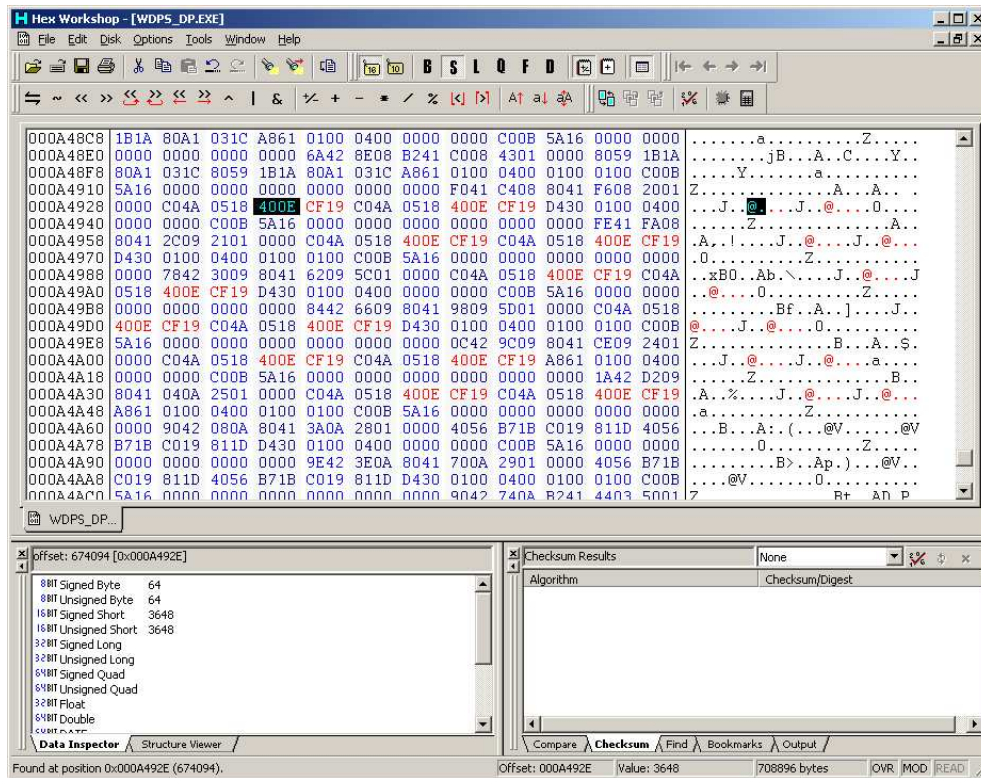 Hex Workshop - [WDPS_DP.EXE]
File Edit Disk Options Tools Window Help
B S L Q F D
000A48C8 1B1A 80A1 031C A861 0100 0400 0000 0000 C00B 5A16 0000 0000 .......a..........Z.....
000A48E0 0000 0000 0000 0000 6A42 8E08 B241 C008 4301 0000 8059 1B1A ........jB...A..C....Y..
000A48F8 80A1 031C 8059 1B1A 80A1 031C A861 0100 0400 0100 0100 C00B .....Y.......a..........
000A4910 5A16 0000 0000 0000 0000 0000 0000 F041 C408 8041 F608 2001 Z..............A...A.. .
000A4928 0000 C04A 0518 400E CF19 C04A 0518 400E CF19 D430 0100 0400 ...J..@....J..@....0....
000A4940 0000 0000 C00B 5A16 0000 0000 0000 0000 0000 0000 FE41 FA08 ......Z..............A..
000A4958 8041 2C09 2101 0000 C04A 0518 400E CF19 C04A 0518 400E CF19 .A,.!....J..@....J..@...
000A4970 D430 0100 0400 0100 0100 C00B 5A16 0000 0000 0000 0000 0000 .0..........Z...........
000A4988 0000 7842 3009 8041 6209 5C01 0000 C04A 0518 400E CF19 C04A ..xB0..Ab.\....J..@....J
000A49A0 0518 400E CF19 D430 0100 0400 0000 0000 C00B 5A16 0000 0000 ..@....0..........Z.....
000A49B8 0000 0000 0000 0000 8442 6609 8041 9809 5D01 0000 C04A 0518 .........Bf..A..]....J..
000A49D0 400E CF19 C04A 0518 400E CF19 D430 0100 0400 0100 0100 C00B @....J..@....0..........
000A49E8 5A16 0000 0000 0000 0000 0000 0000 0C42 9C09 8041 CE09 2401 Z..............B...A..$.
000A4A00 0000 C04A 0518 400E CF19 C04A 0518 400E CF19 A861 0100 0400 ...J..@....J..@....a....
000A4A18 0000 0000 C00B 5A16 0000 0000 0000 0000 0000 0000 1A42 D209 ......Z..............B..
000A4A30 8041 040A 2501 0000 C04A 0518 400E CF19 C04A 0518 400E CF19 .A..%....J..@....J..@...
000A4A48 A861 0100 0400 0100 0100 C00B 5A16 0000 0000 0000 0000 0000 .a..........Z...........
000A4A60 0000 9042 080A 8041 3A0A 2801 0000 4056 B71B C019 811D 4056 ...B...A:.(...@V......@V
000A4A78 B71B C019 811D D430 0100 0400 0000 0000 C00B 5A16 0000 0000 .......0..........Z.....
000A4A90 0000 0000 0000 0000 9E42 3E0A 8041 700A 2901 0000 4056 B71B .........B>..Ap.)...@V..
000A4AA8 C019 811D 4056 B71B C019 811D D430 0100 0400 0100 0100 C00B ....@V.........0........
000A4AC0 5A16 0000 0000 0000 0000 0000 0000 9042 740A B241 4403 5001
WDPS_DP...
offset: 674094 [0x000A492E]
8BIT Signed Byte 64
8BIT Unsigned Byte 64
16BIT Signed Short 3648
16BIT Unsigned Short 3648
32BIT Signed Long
32BIT Unsigned Long
64BIT Signed Quad
64BIT Unsigned Quad
32BIT Float
64BIT Double
64BIT DATE
Data Inspector Structure Viewer
Checksum Results None
Algorithm Checksum/Digest
Compare Checksum Find Bookmarks Output
Found at position 0x000A492E (674094). Offset: 000A492E Value: 3648 708896 bytes OVR MOD READ